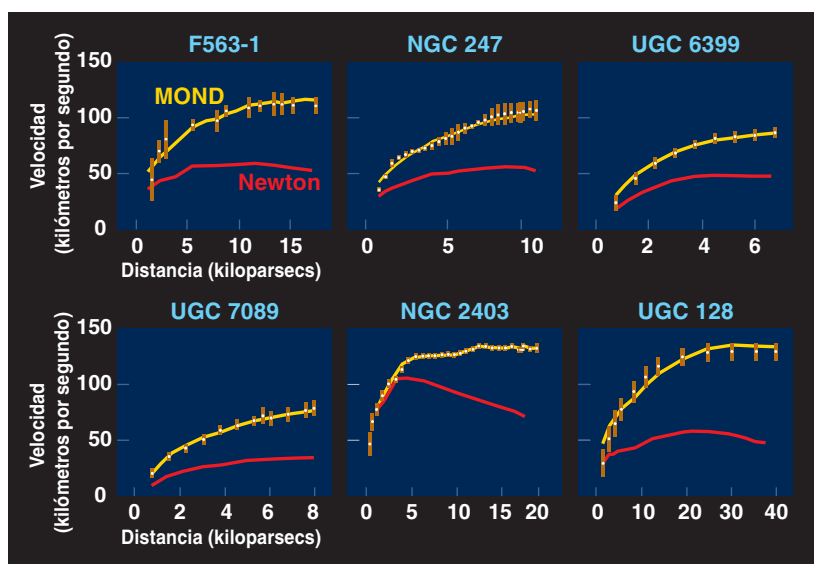 F563-1
NGC 247
UGC 6399
Velocidad
(kilómetros por segundo)
150
100
50
0
MOND
Newton
0 5 10 15
0 5 10
0 2 4 6
Distancia (kiloparsecs)
UGC 7089
NGC 2403
UGC 128
Velocidad
(kilómetros por segundo)
150
100
50
0
0 2 4 6 8
0 5 10 15 20
0 10 20 30 40
Distancia (kiloparsecs)